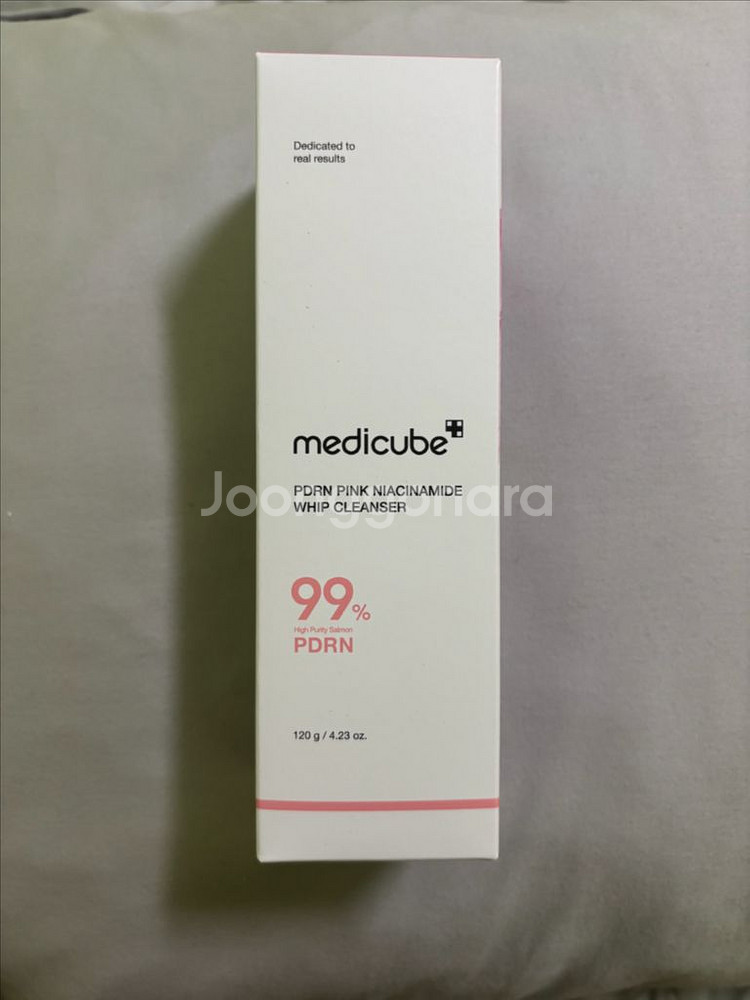 Dedicated to
real results
medicube
PDRN PINK NIACINAMIDE
WHIP CLEANSER
Joonggonara
99%
High Purity Salmon
PDRN
120 g / 4.23 oz.